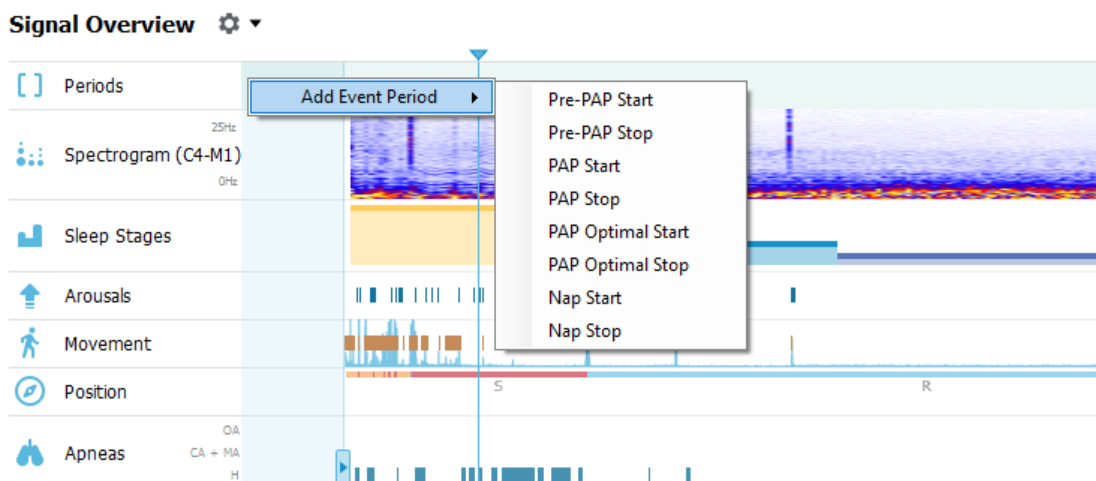 Signal Overview
Periods
Add Event Period
Pre-PAP Start
Pre-PAP Stop
PAP Start
PAP Stop
PAP Optimal Start
PAP Optimal Stop
Nap Start
Nap Stop
25Hz
Spectrogram (C4-M1)
0Hz
Sleep Stages
Arousals
Movement
Position
S
R
Apneas
OA
CA + MA
H